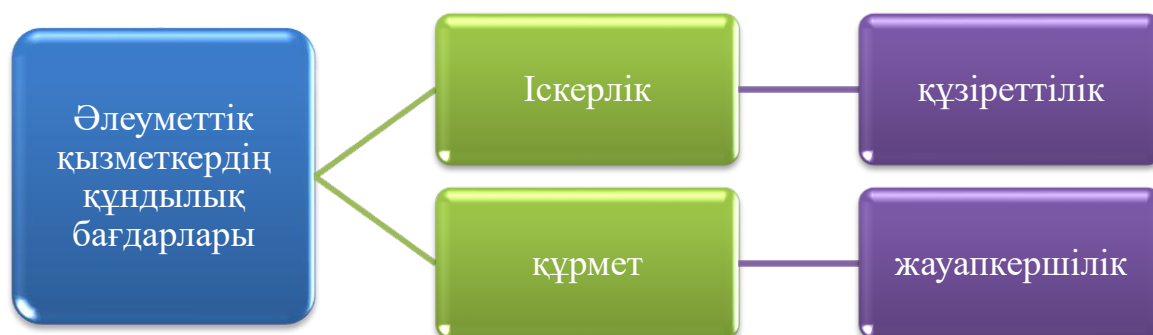 Әлеуметтік
қызметкердің
құндылық
бағдарлары
Іскерлік
құзіреттілік
құрмет
жауапкершілік